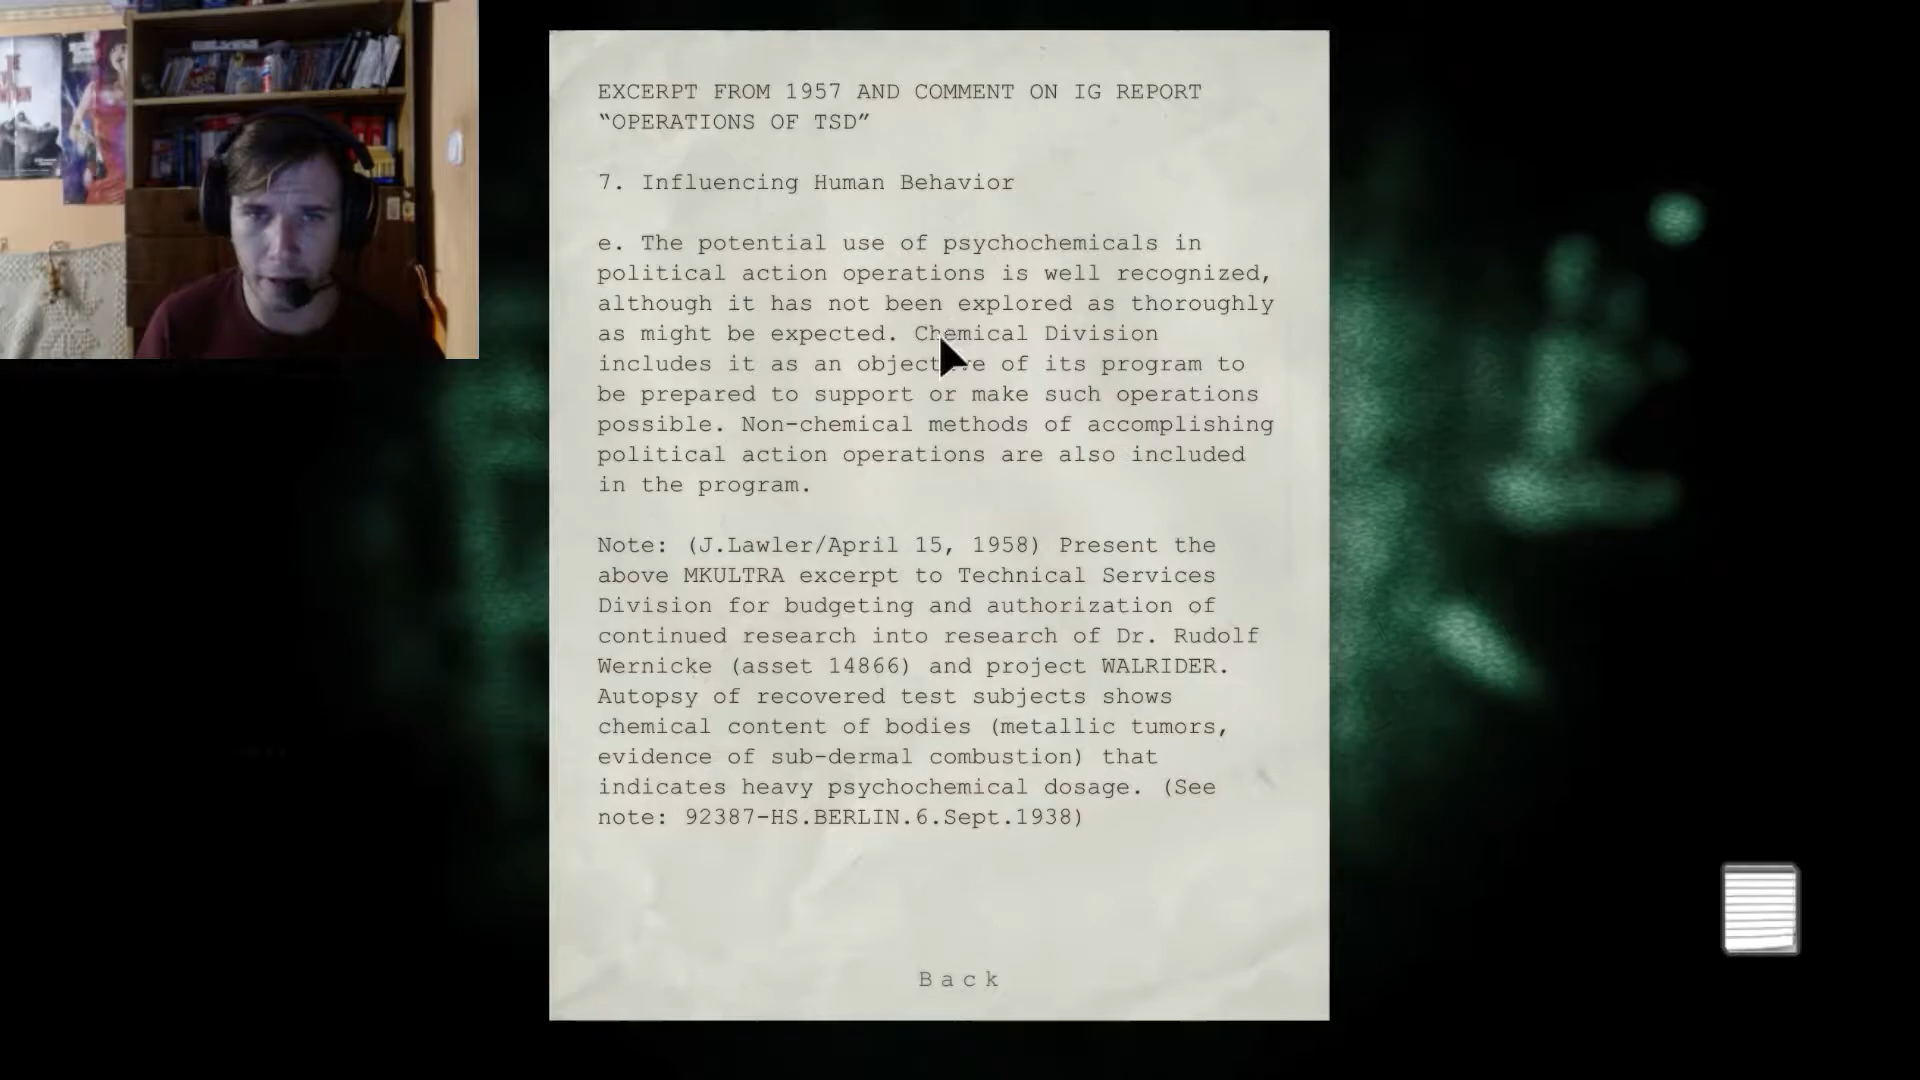 EXCERPT FROM 1957 AND COMMENT ON IG REPORT
“OPERATIONS OF TSD”
7. Influencing Human Behavior
e. The potential use of psychochemicals in
political action operations is well recognized,
although it has not been explored as thoroughly
as might be expected. Chemical Division
includes it as an objective of its program to
be prepared to support or make such operations
possible. Non-chemical methods of accomplishing
political action operations are also included
in the program.
Note: (J.Lawler/April 15, 1958) Present the
above MKULTRA excerpt to Technical Services
Division for budgeting and authorization of
continued research into research of Dr. Rudolf
Wernicke (asset 14866) and project WALRIDER.
Autopsy of recovered test subjects shows
chemical content of bodies (metallic tumors,
evidence of sub-dermal combustion) that
indicates heavy psychochemical dosage. (See
note: 92387-HS.BERLIN.6.Sept.1938)
Back